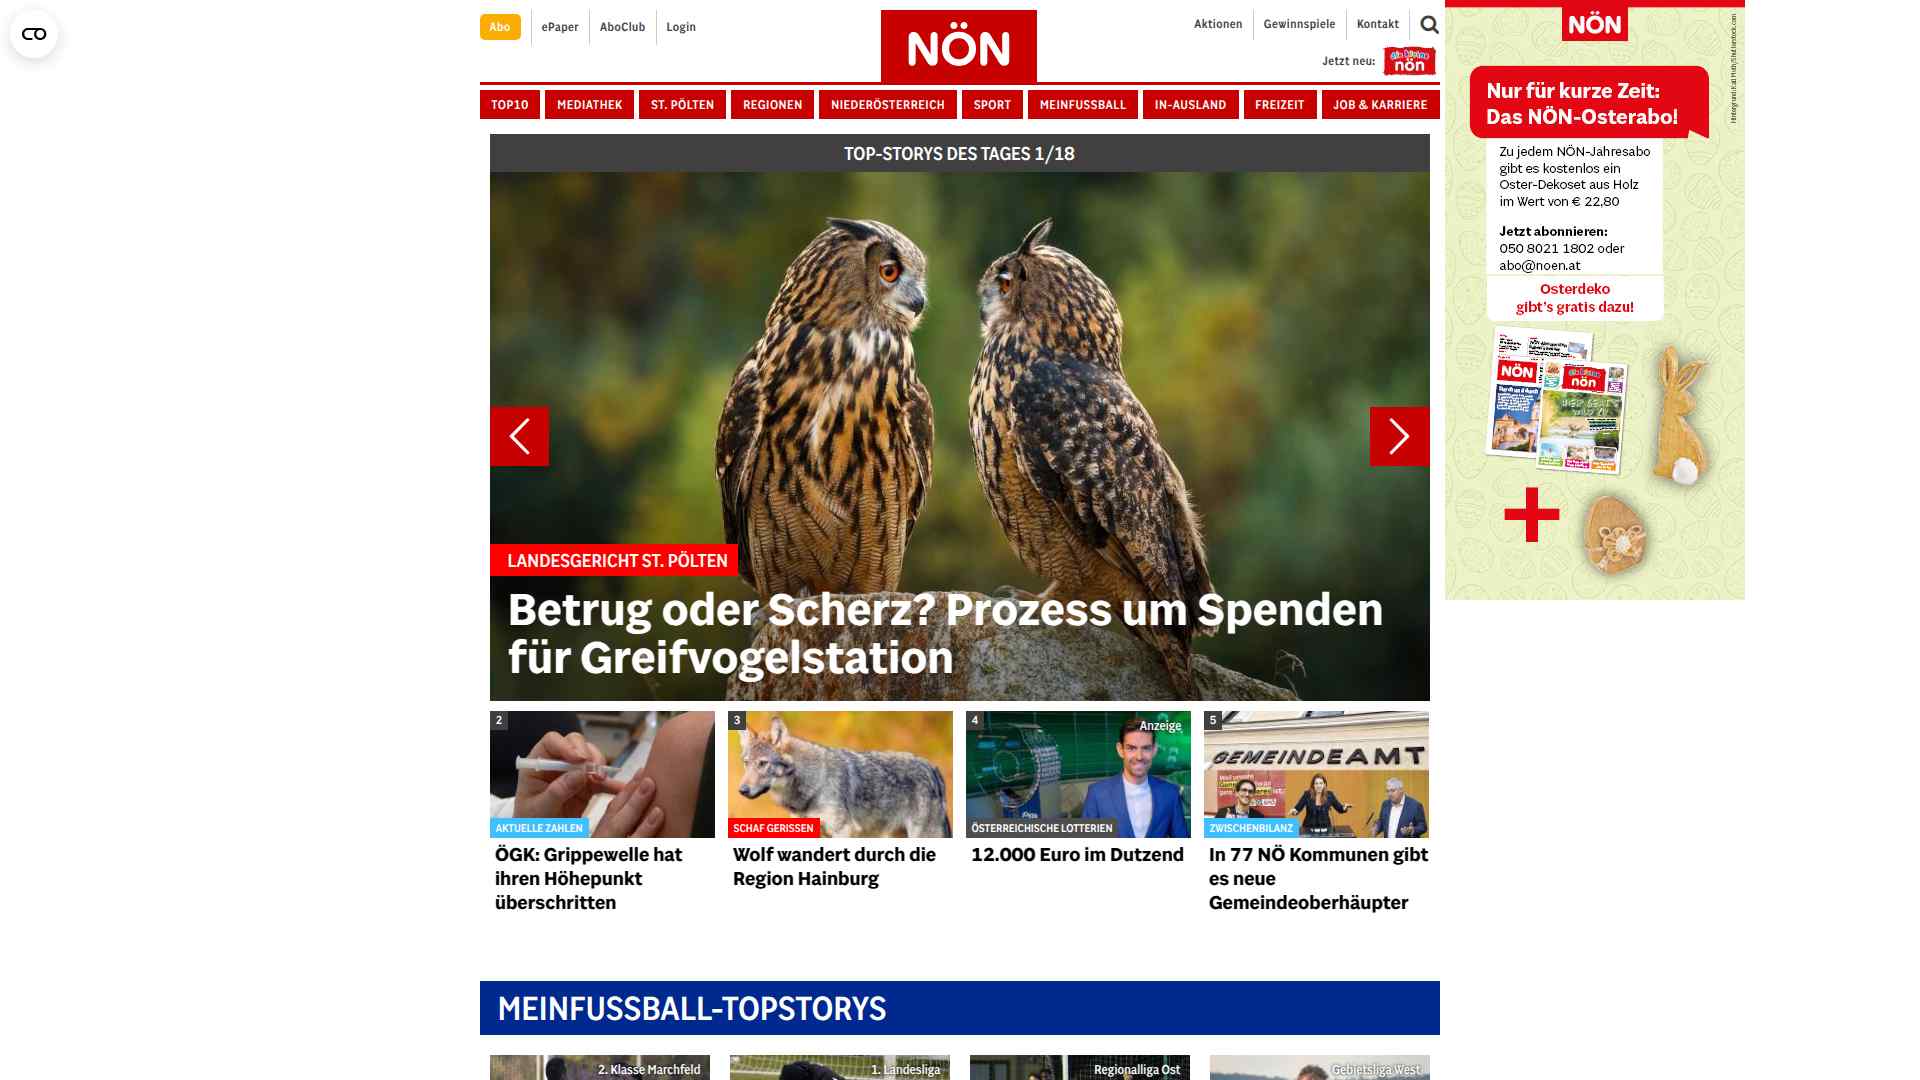 Abo
ePaper
AboClub
Login
NÖN
Aktionen
Gewinnspiele
Kontakt
Jetzt neu:
die kleine
nön
TOP10
MEDIATHEK
ST. PÖLTEN
REGIONEN
NIEDERÖSTERREICH
SPORT
MEINFUSSBALL
IN-AUSLAND
FREIZEIT
JOB & KARRIERE
TOP-STORYS DES TAGES 1/18
LANDESGERICHT ST. PÖLTEN
Betrug oder Scherz? Prozess um Spenden
für Greifvogelstation
2
AKTUELLE ZAHLEN
ÖGK: Grippewelle hat
ihren Höhepunkt
überschritten
3
SCHAF GERISSEN
Wolf wandert durch die
Region Hainburg
4
Anzeige
ÖSTERREICHISCHE LOTTERIEN
12.000 Euro im Dutzend
5
GEMEINDEAMT
ZWISCHENBILANZ
In 77 NÖ Kommunen gibt
es neue
Gemeindeoberhäupter
MEINFUSSBALL-TOPSTORYS
2. Klasse Marchfeld
1. Landesliga
Regionalliga Ost
Gebietsliga West
NÖN
Nur für kurze Zeit:
Das NÖN-Osterabo!
Zu jedem NÖN-Jahresabo
gibt es kostenlos ein
Oster-Dekoset aus Holz
im Wert von € 22,80
Jetzt abonnieren:
050 8021 1802 oder
abo@noen.at
Osterdeko
gibt's gratis dazu!
NÖN
nön